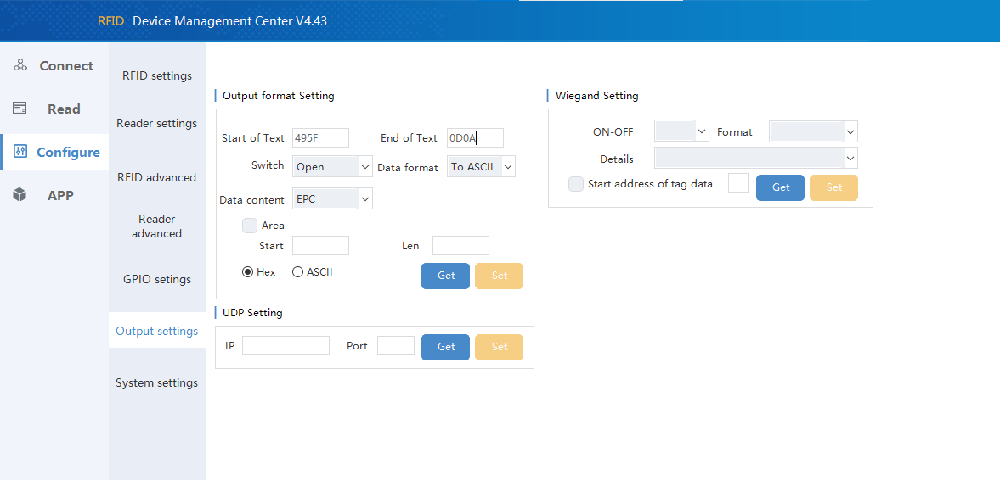 RFID Device Management Center V4.43
Connect
Read
Configure
APP
RFID settings
Reader settings
RFID advanced
Reader
advanced
GPIO setings
Output settings
System settings
Output format Setting
Start of Text 495F End of Text 0D0A
Switch Open Data format To ASCII
Data content EPC
Area
Start Len
Hex ASCII Get Set
UDP Setting
IP Port Get Set
Wiegand Setting
ON-OFF Format
Details
Start address of tag data Get Set